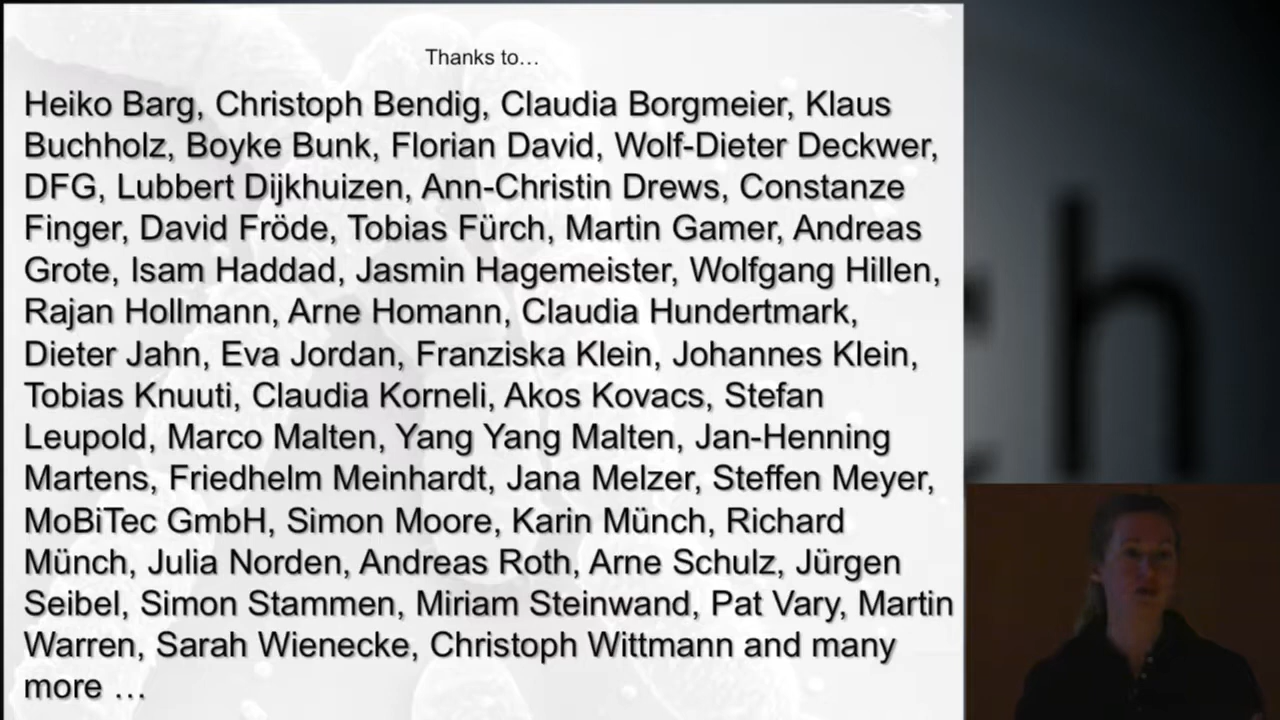 Thanks to…
Heiko Barg, Christoph Bendig, Claudia Borgmeier, Klaus
Buchholz, Boyke Bunk, Florian David, Wolf-Dieter Deckwer,
DFG, Lubbert Dijkhuizen, Ann-Christin Drews, Constanze
Finger, David Fröde, Tobias Fürch, Martin Gamer, Andreas
Grote, Isam Haddad, Jasmin Hagemeister, Wolfgang Hillen,
Rajan Hollmann, Arne Homann, Claudia Hundertmark,
Dieter Jahn, Eva Jordan, Franziska Klein, Johannes Klein,
Tobias Knuuti, Claudia Korneli, Akos Kovacs, Stefan
Leupold, Marco Malten, Yang Yang Malten, Jan-Henning
Martens, Friedhelm Meinhardt, Jana Melzer, Steffen Meyer,
MoBiTec GmbH, Simon Moore, Karin Münch, Richard
Münch, Julia Norden, Andreas Roth, Arne Schulz, Jürgen
Seibel, Simon Stammen, Miriam Steinwand, Pat Vary, Martin
Warren, Sarah Wienecke, Christoph Wittmann and many
more …
h